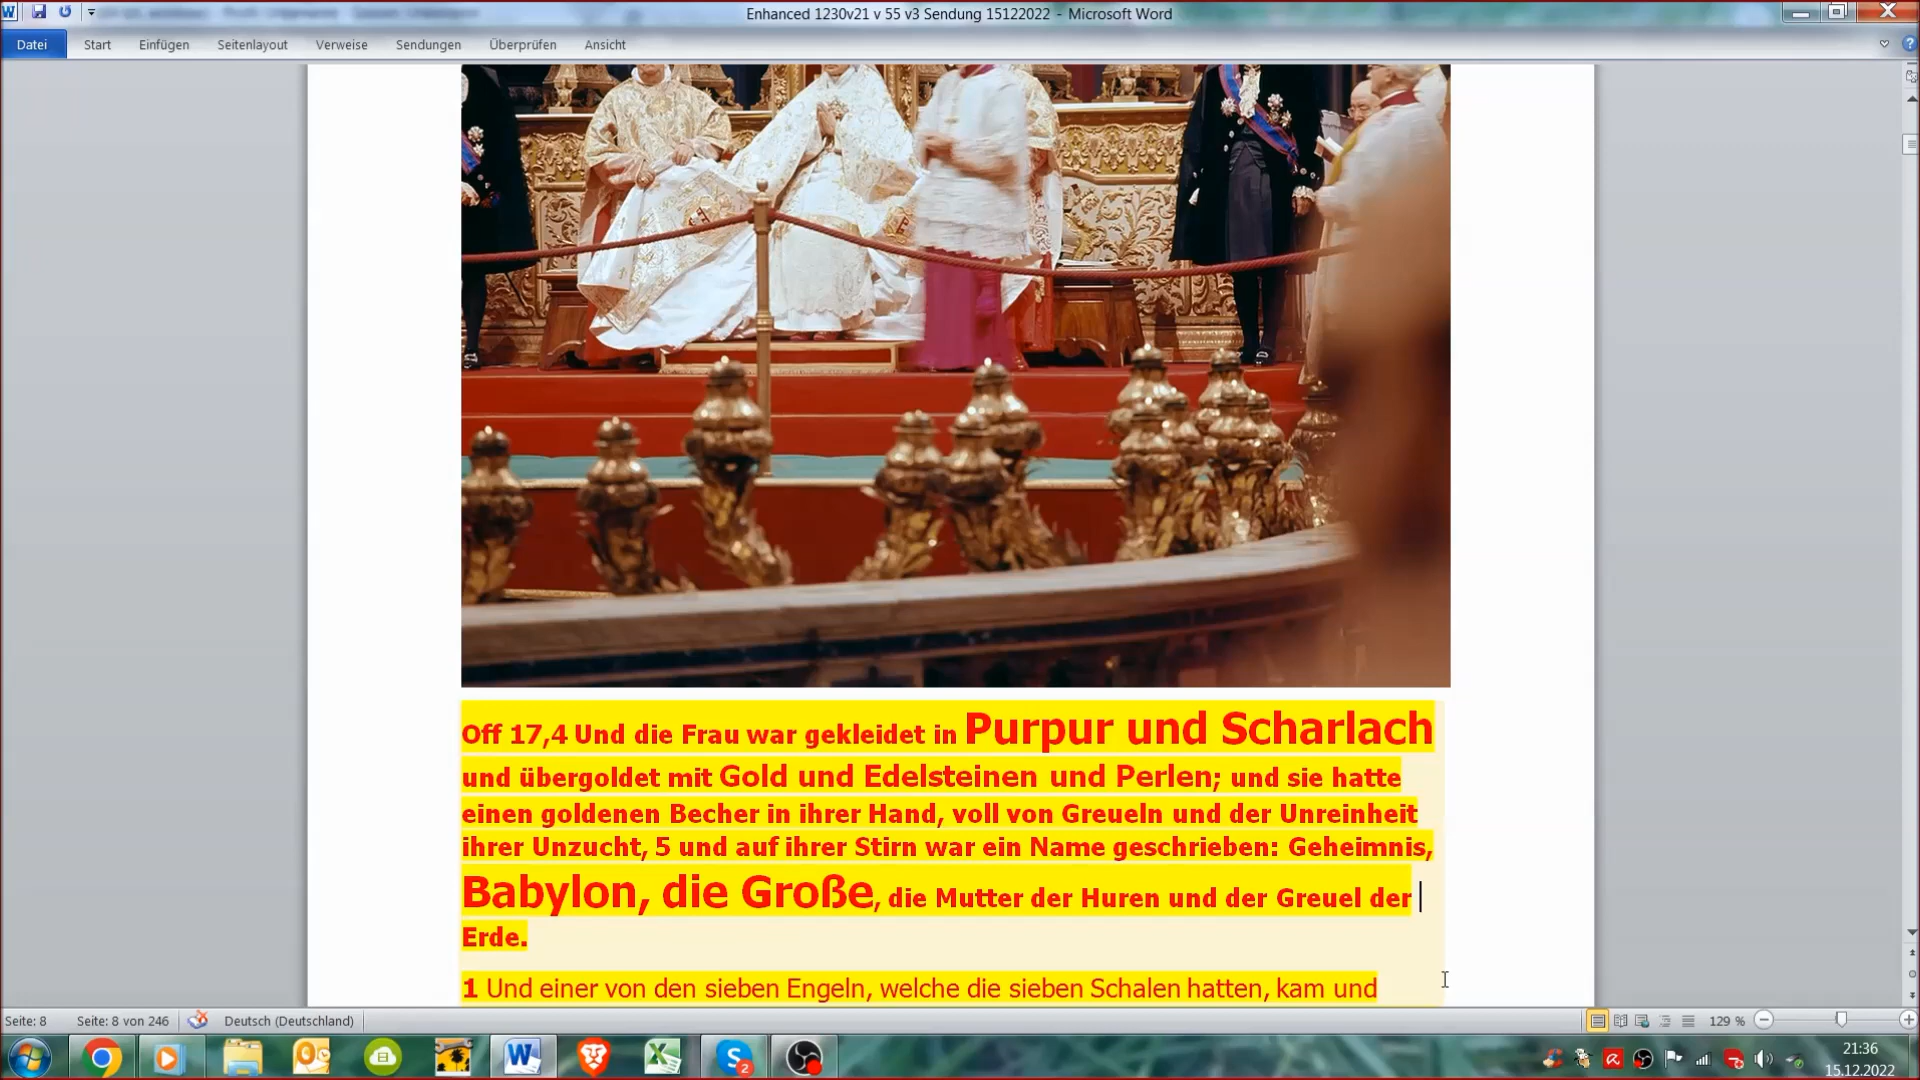 Enhanced 1230v21 v 55 v3 Sendung 15122022 - Microsoft Word
Datei Start Einfügen Seitenlayout Verweise Sendungen Überprüfen Ansicht
Off 17,4 Und die Frau war gekleidet in Purpur und Scharlach
und übergoldet mit Gold und Edelsteinen und Perlen; und sie hatte
einen goldenen Becher in ihrer Hand, voll von Greueln und der Unreinheit
ihrer Unzucht, 5 und auf ihrer Stirn war ein Name geschrieben: Geheimnis,
Babylon, die Große, die Mutter der Huren und der Greuel der
Erde.
1 Und einer von den sieben Engeln, welche die sieben Schalen hatten, kam und
Seite: 8 Seite: 8 von 246 Deutsch (Deutschland) 129 %
21:36
15.12.2022